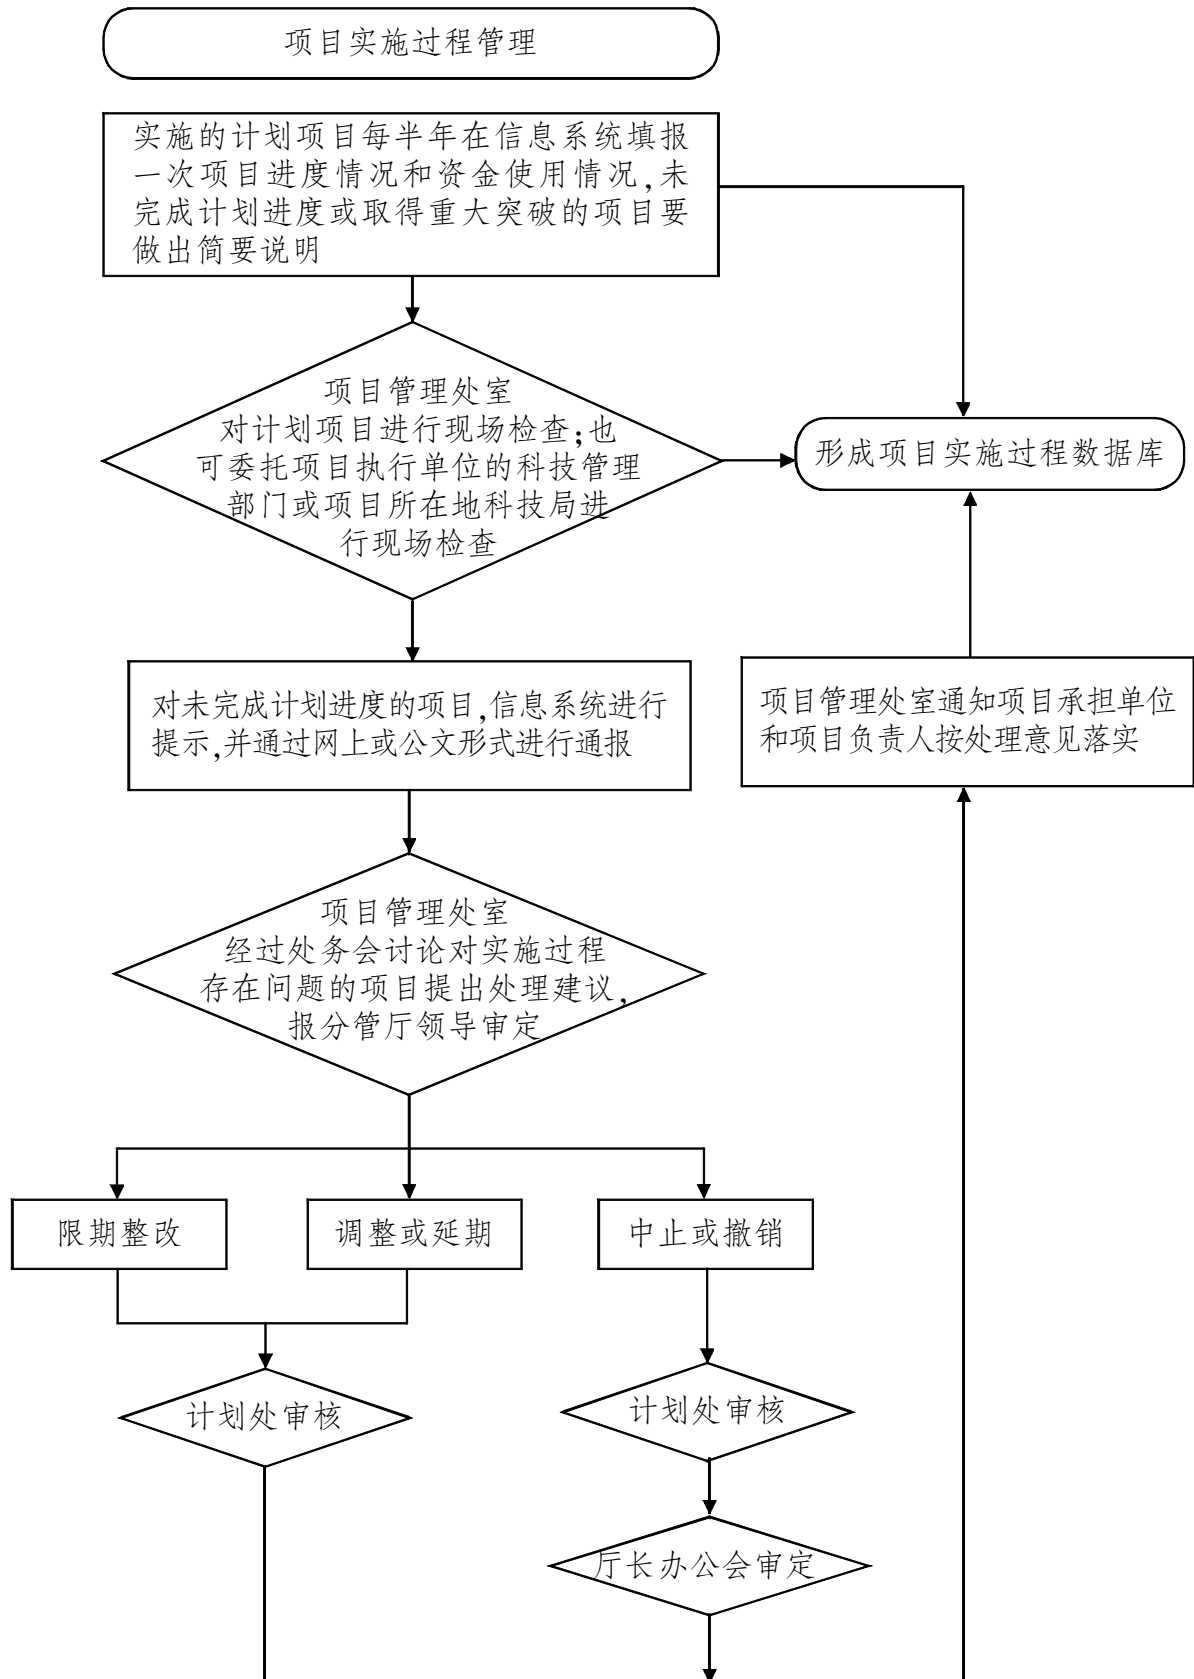 项目实施过程管理
实施的计划项目每半年在信息系统填报
一次项目进度情况和资金使用情况,未
完成计划进度或取得重大突破的项目要
做出简要说明
项目管理处室
对计划项目进行现场检查;也
可委托项目执行单位的科技管理
部门或项目所在地科技局进
行现场检查
形成项目实施过程数据库
对未完成计划进度的项目,信息系统进行
提示,并通过网上或公文形式进行通报
项目管理处室通知项目承担单位
和项目负责人按处理意见落实
项目管理处室
经过处务会讨论对实施过程
存在问题的项目提出处理建议,
报分管厅领导审定
限期整改
调整或延期
中止或撤销
计划处审核
计划处审核
厅长办公会审定